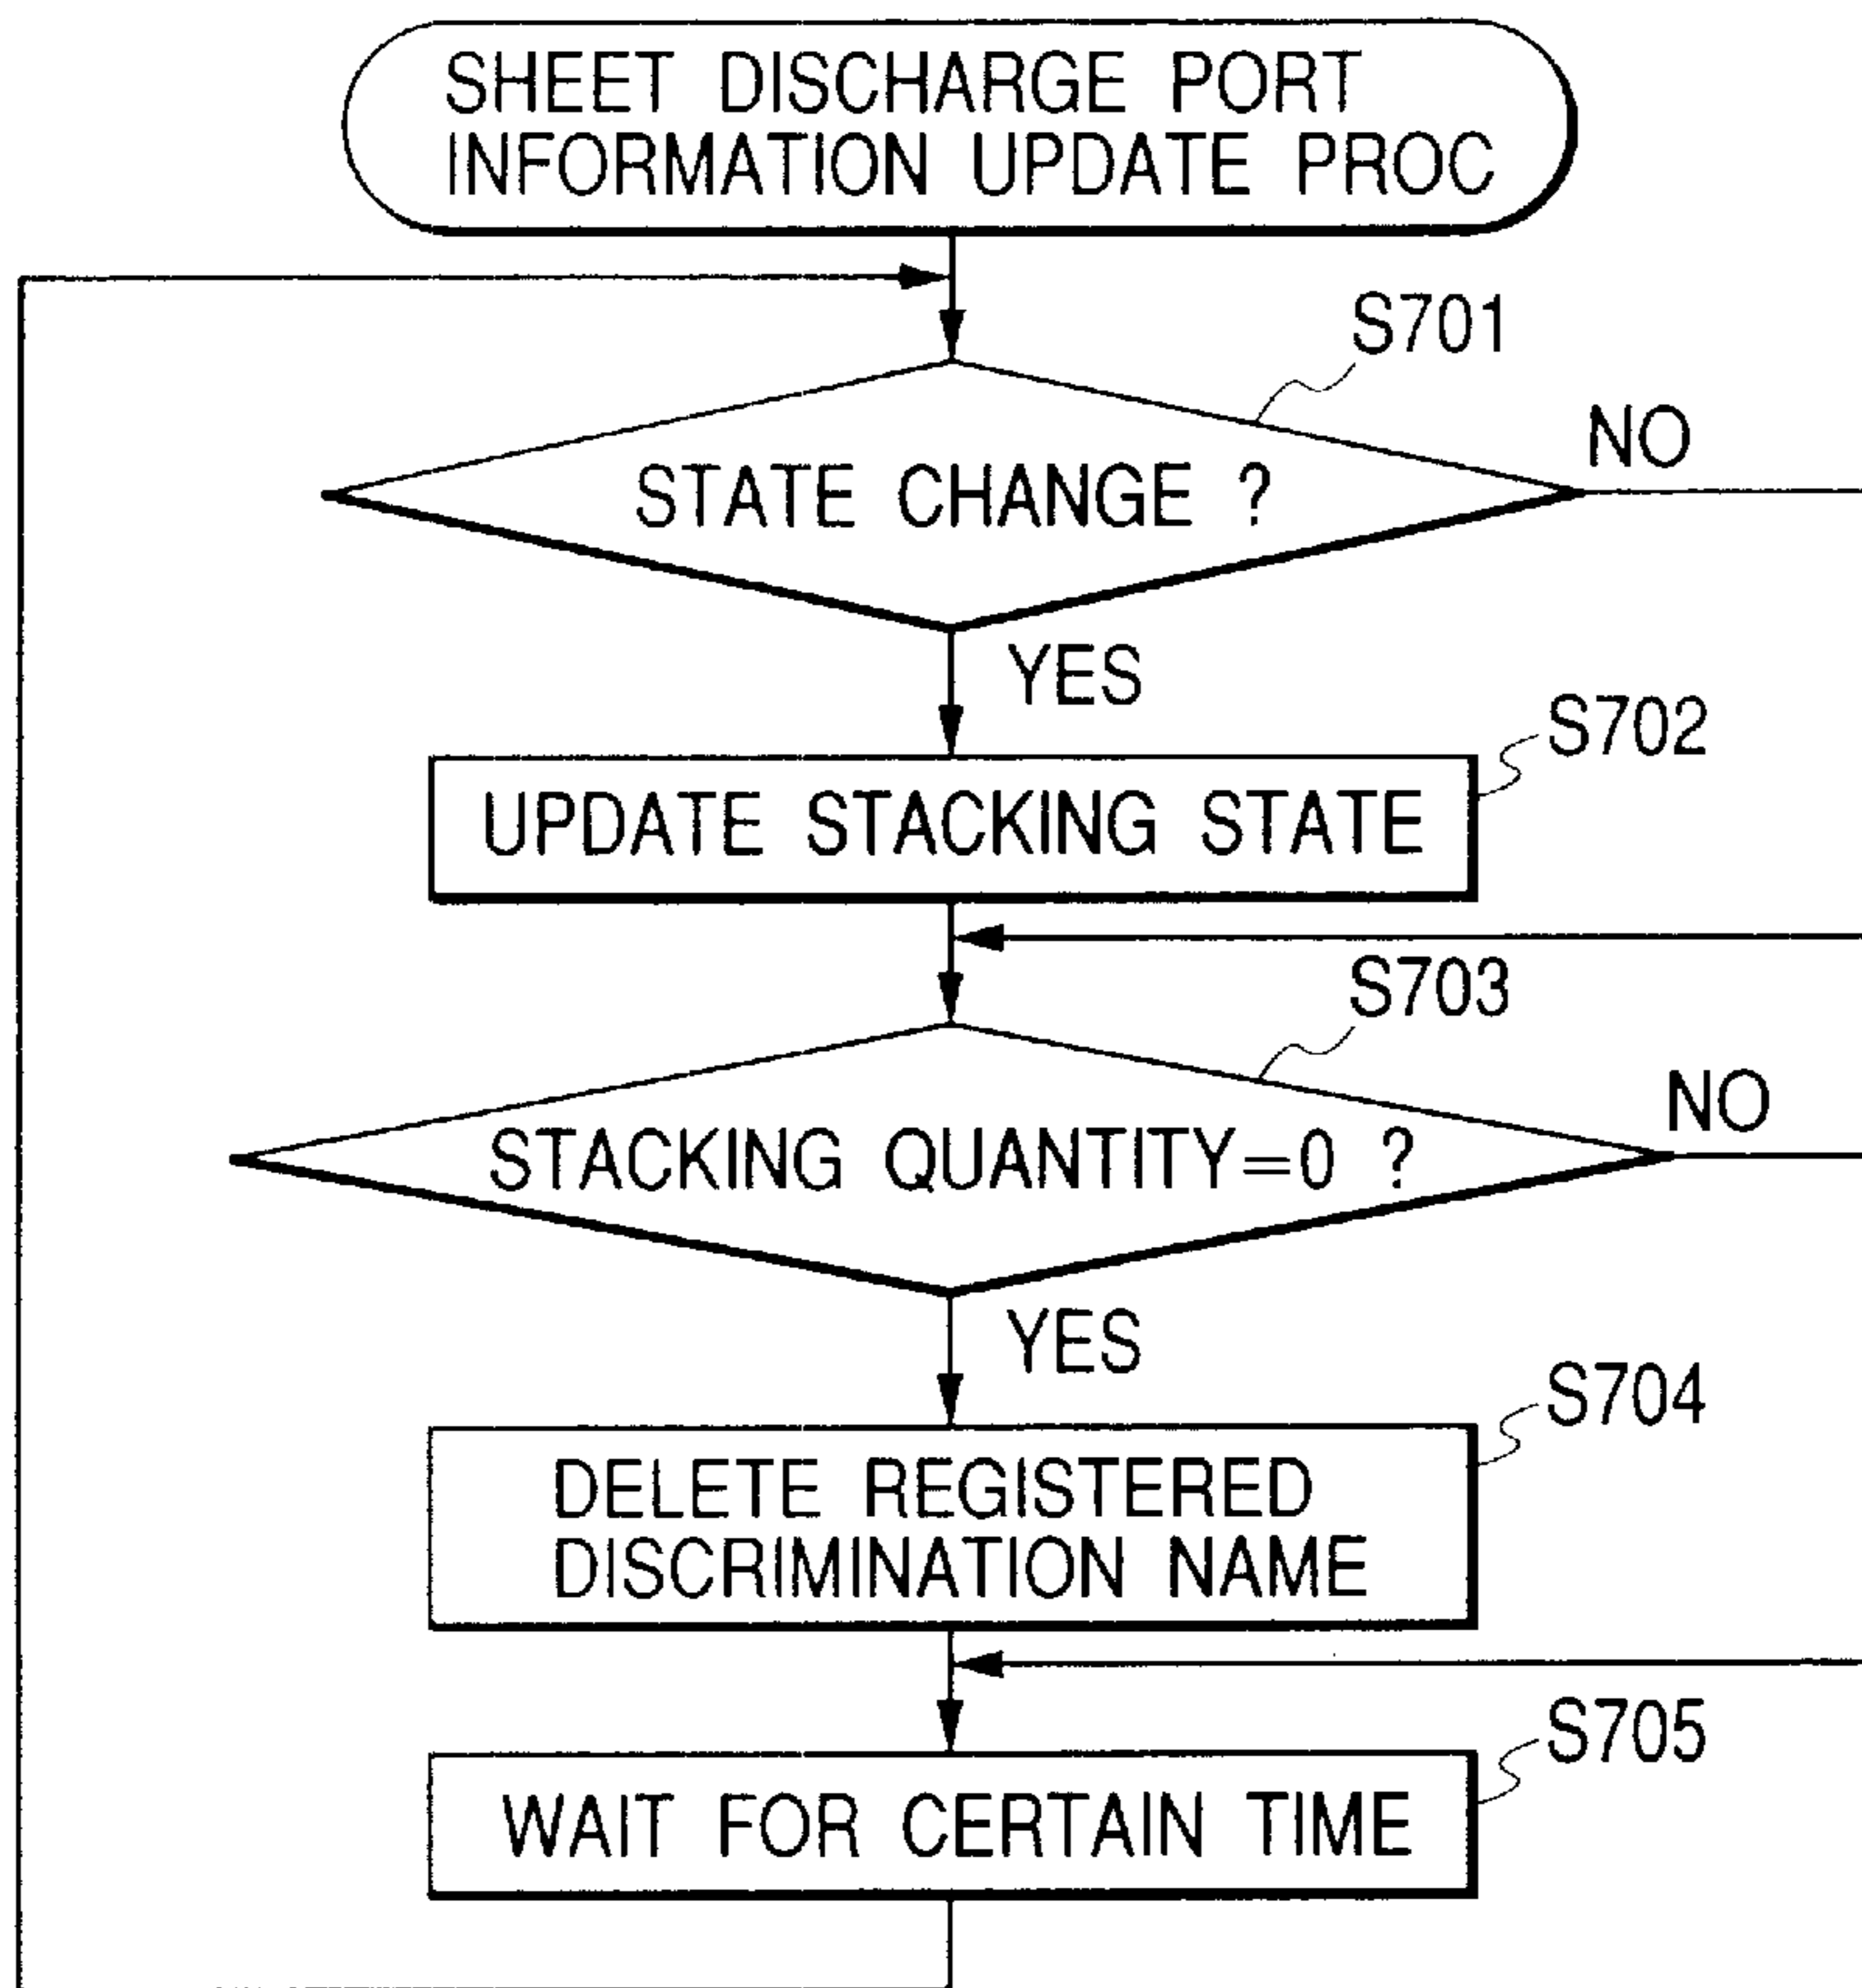 SHEET DISCHARGE PORT
INFORMATION UPDATE PROC
S701
NO
STATE CHANGE ?
YES
S702
UPDATE STACKING STATE
S703
NO
STACKING QUANTITY=0 ?
YES
S704
DELETE REGISTERED
DISCRIMINATION NAME
S705
WAIT FOR CERTAIN TIME